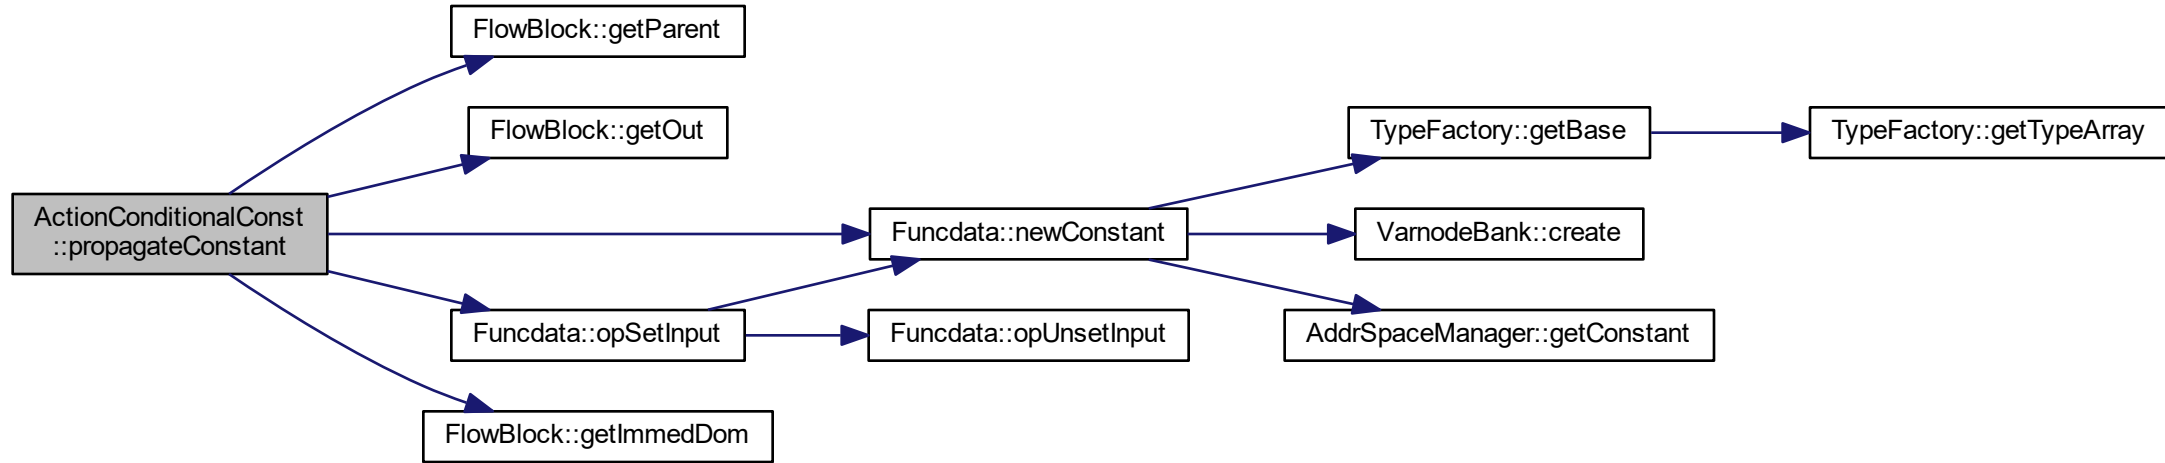 ActionConditionalConst
::propagateConstant
FlowBlock::getParent
FlowBlock::getOut
Funcdata::newConstant
Funcdata::opSetInput
FlowBlock::getImmedDom
Funcdata::opUnsetInput
TypeFactory::getBase
VarnodeBank::create
AddrSpaceManager::getConstant
TypeFactory::getTypeArray